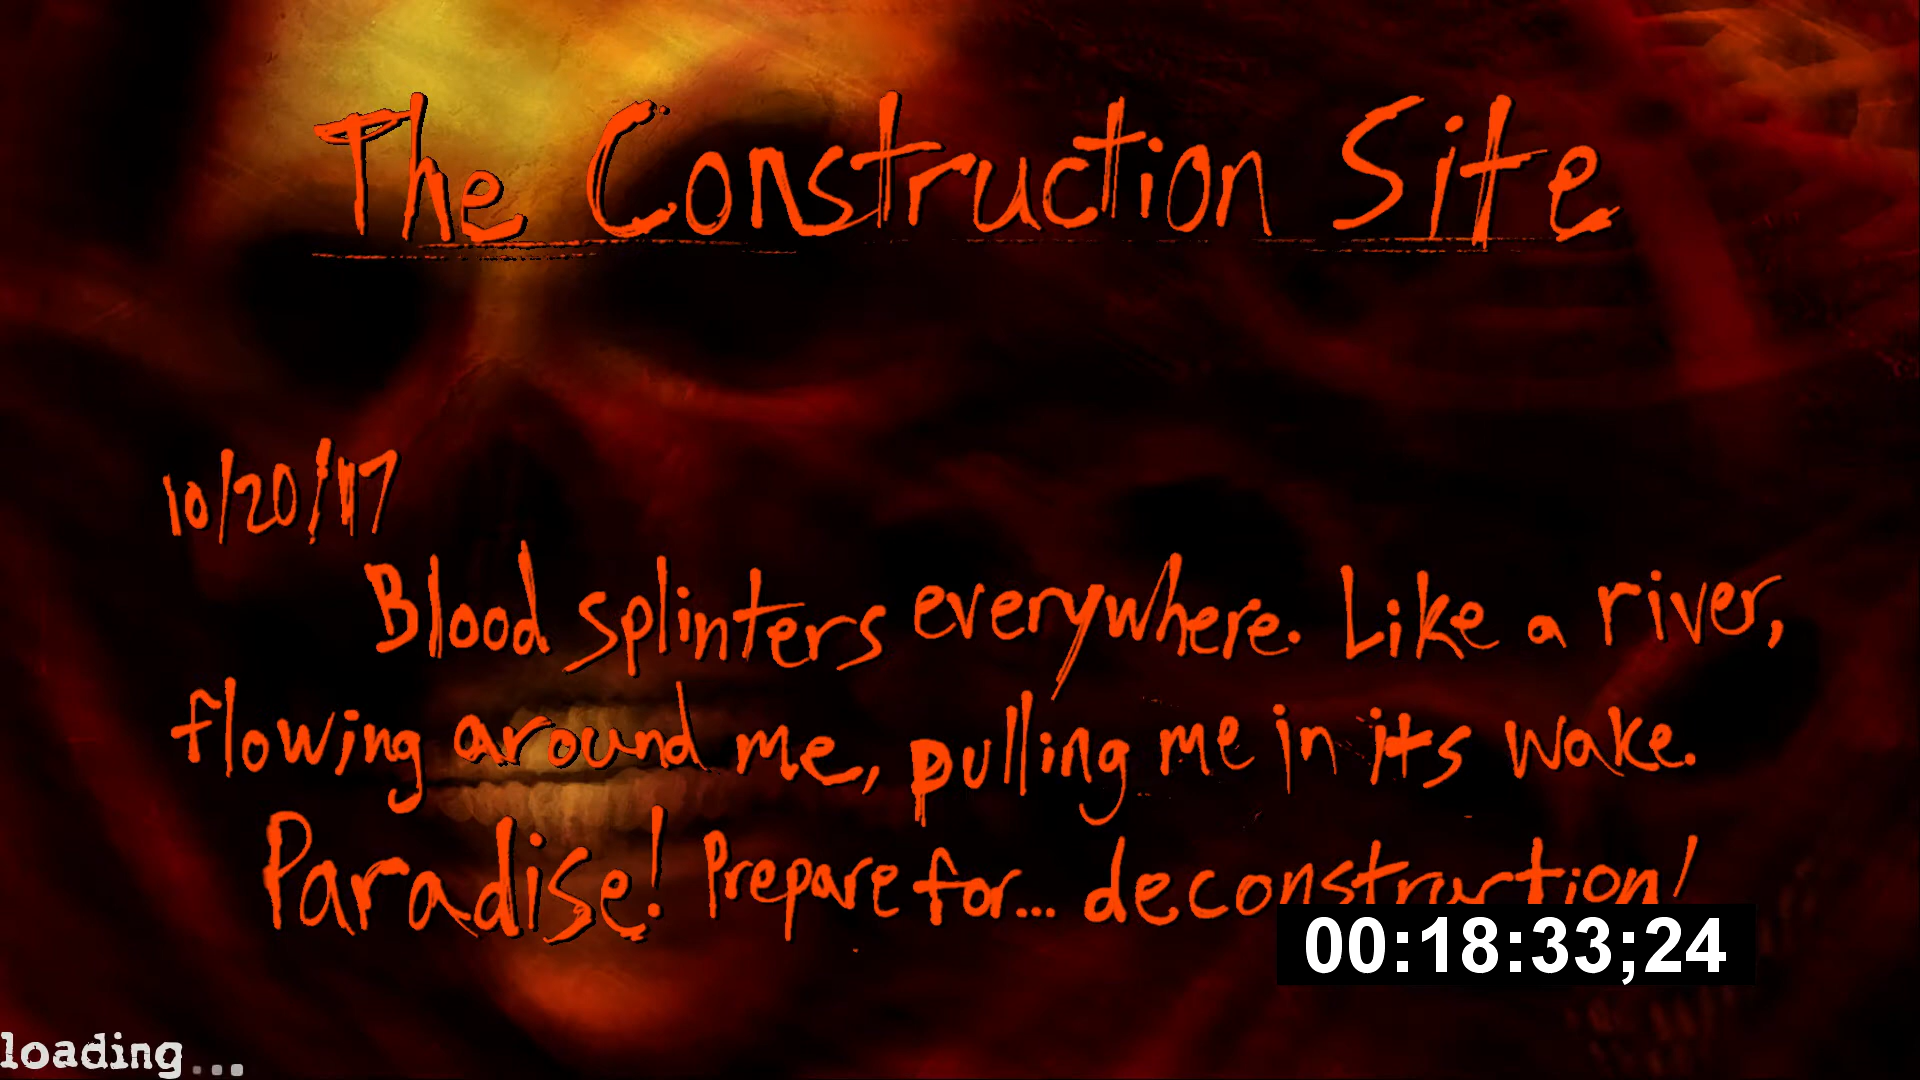 The Construction Site
10/20/17
Blood splinters everywhere. Like a river,
flowing around me, pulling me in its wake.
Paradise! Prepare for... deconstruction!
00:18:33;24
loading...